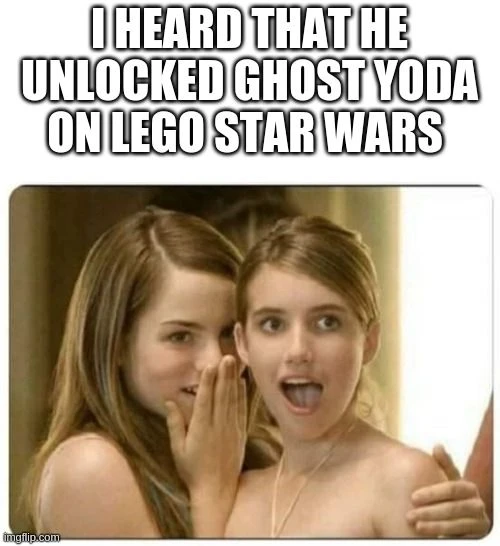 I HEARD THAT HE
UNLOCKED GHOST YODA
ON LEGO STAR WARS
imgflip.com